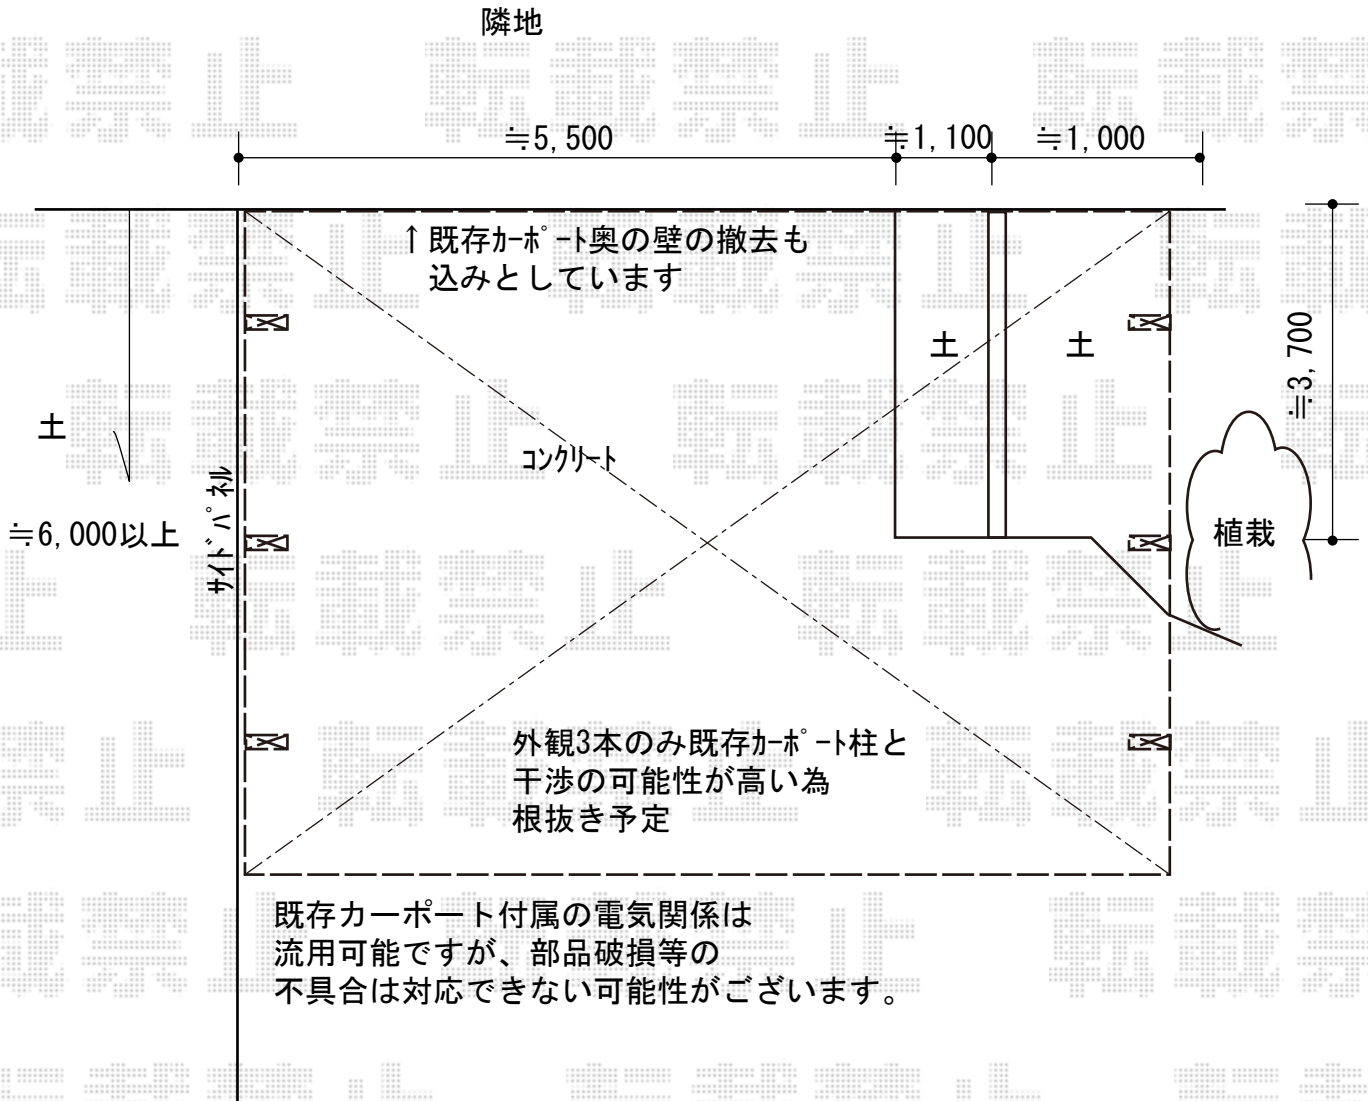 隣地
≒5,500
≒1,100
≒1,000
↑既存ｶｰﾎﾟｰﾄ奥の壁の撤去も
込みとしています
土
土
≒3,700
土
コンクリート
サイドパネル
≒6,000以上
植栽
外観3本のみ既存ｶｰﾎﾟｰﾄ柱と
干渉の可能性が高い為
根抜き予定
既存カーポート付属の電気関係は
流用可能ですが、部品破損等の
不具合は対応できない可能性がございます。
転載禁止